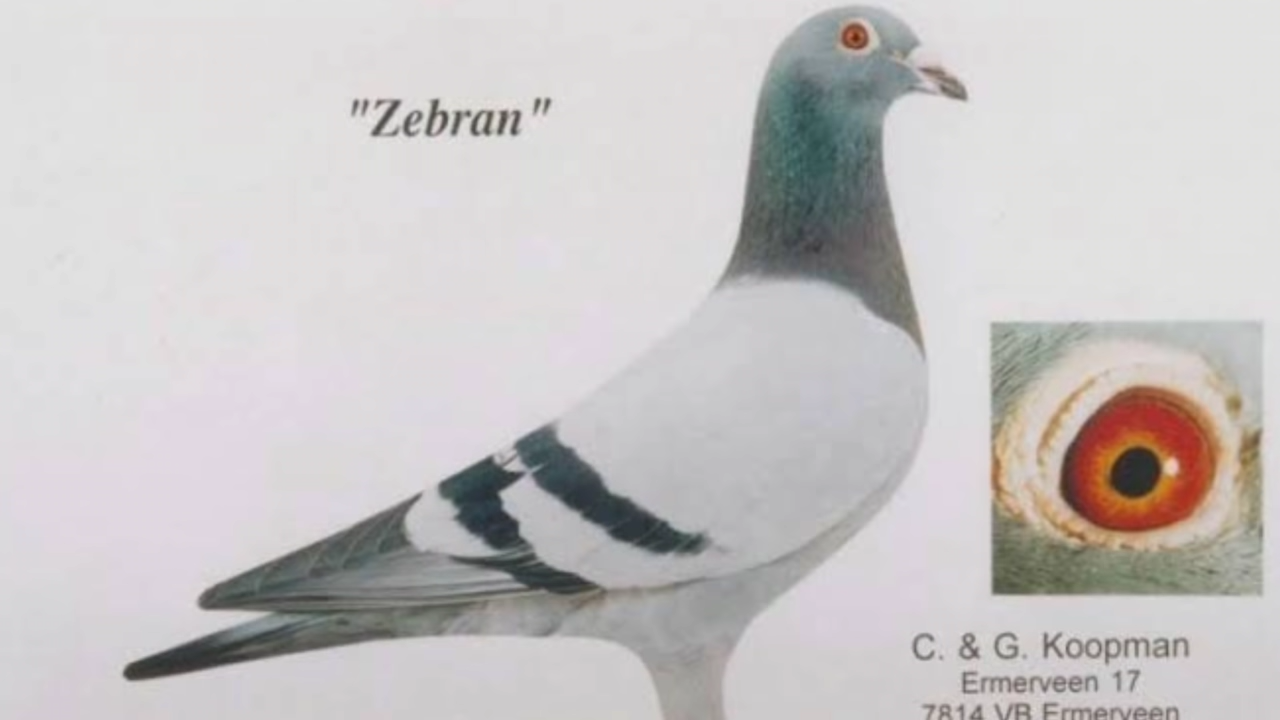 "Zebran"
C. & G. Koopman
Ermerveen 17
7814 VB Ermerveen